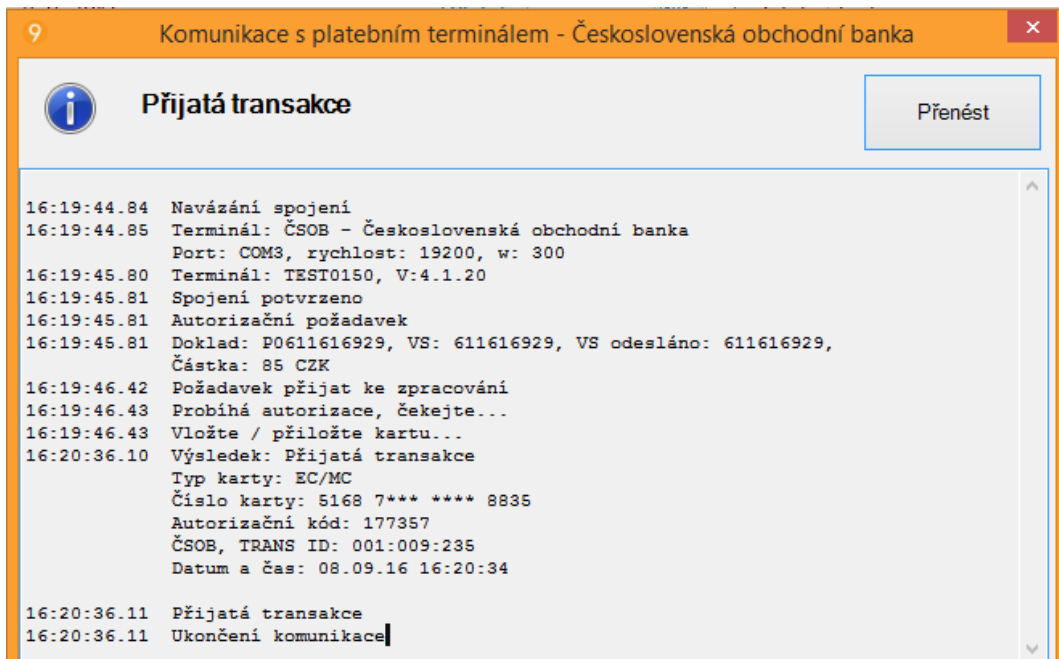 9 Komunikace s platebním terminálem - Československá obchodní banka
Přijatá transakce
Přenést
16:19:44.84 Navázání spojení
16:19:44.85 Terminál: ČSOB - Československá obchodní banka
Port: COM3, rychlost: 19200, w: 300
16:19:45.80 Terminál: TEST0150, V:4.1.20
16:19:45.81 Spojení potvrzeno
16:19:45.81 Autorizační požadavek
16:19:45.81 Doklad: P0611616929, VS: 611616929, VS odesláno: 611616929,
Částka: 85 CZK
16:19:46.42 Požadavek přijat ke zpracování
16:19:46.43 Probíhá autorizace, čekejte...
16:19:46.43 Vložte / přiložte kartu...
16:20:36.10 Výsledek: Přijatá transakce
Typ karty: EC/MC
Číslo karty: 5168 7*** **** 8835
Autorizační kód: 177357
ČSOB, TRANS ID: 001:009:235
Datum a čas: 08.09.16 16:20:34
16:20:36.11 Přijatá transakce
16:20:36.11 Ukončení komunikace